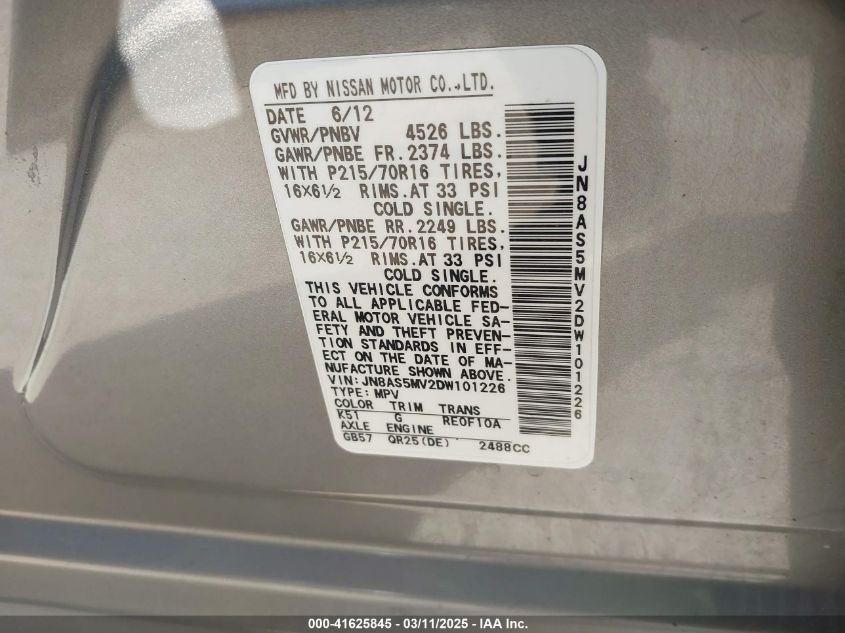 MFD BY NISSAN MOTOR CO.,LTD.
DATE 6/12
GVWR/PNBV 4526 LBS.
GAWR/PNBE FR. 2374 LBS.
WITH P215/70R16 TIRES,
16X6½ RIMS. AT 33 PSI
COLD SINGLE.
GAWR/PNBE RR. 2249 LBS.
WITH P215/70R16 TIRES,
16X6½ RIMS. AT 33 PSI
COLD SINGLE.
THIS VEHICLE CONFORMS
TO ALL APPLICABLE FED-
ERAL MOTOR VEHICLE SA-
FETY AND THEFT PREVEN-
TION STANDARDS IN EFF-
ECT ON THE DATE OF MA-
NUFACTURE SHOWN ABOVE.
VIN: JN8AS5MV2DW101226
TYPE: MPV
COLOR TRIM TRANS
K51 G RE0F10A
AXLE ENGINE
GB57 QR25(DE) 2488CC
JN8AS5MV2DW101226
000-41625845 - 03/11/2025 - IAA Inc.